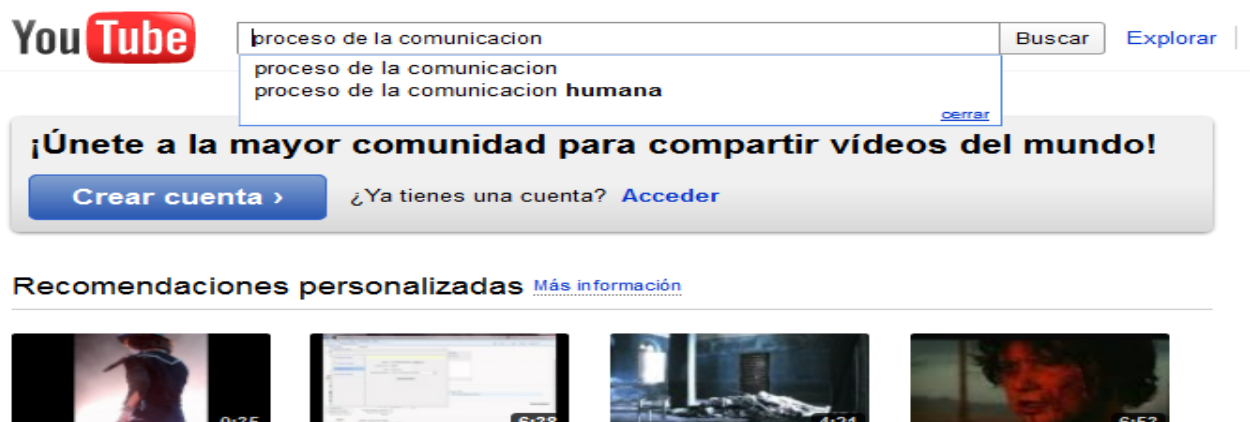 YouTube proceso de la comunicacion Buscar Explorar
proceso de la comunicacion
proceso de la comunicacion humana
cerrar
¡Únete a la mayor comunidad para compartir vídeos del mundo!
Crear cuenta › ¿Ya tienes una cuenta? Acceder
Recomendaciones personalizadas Más información